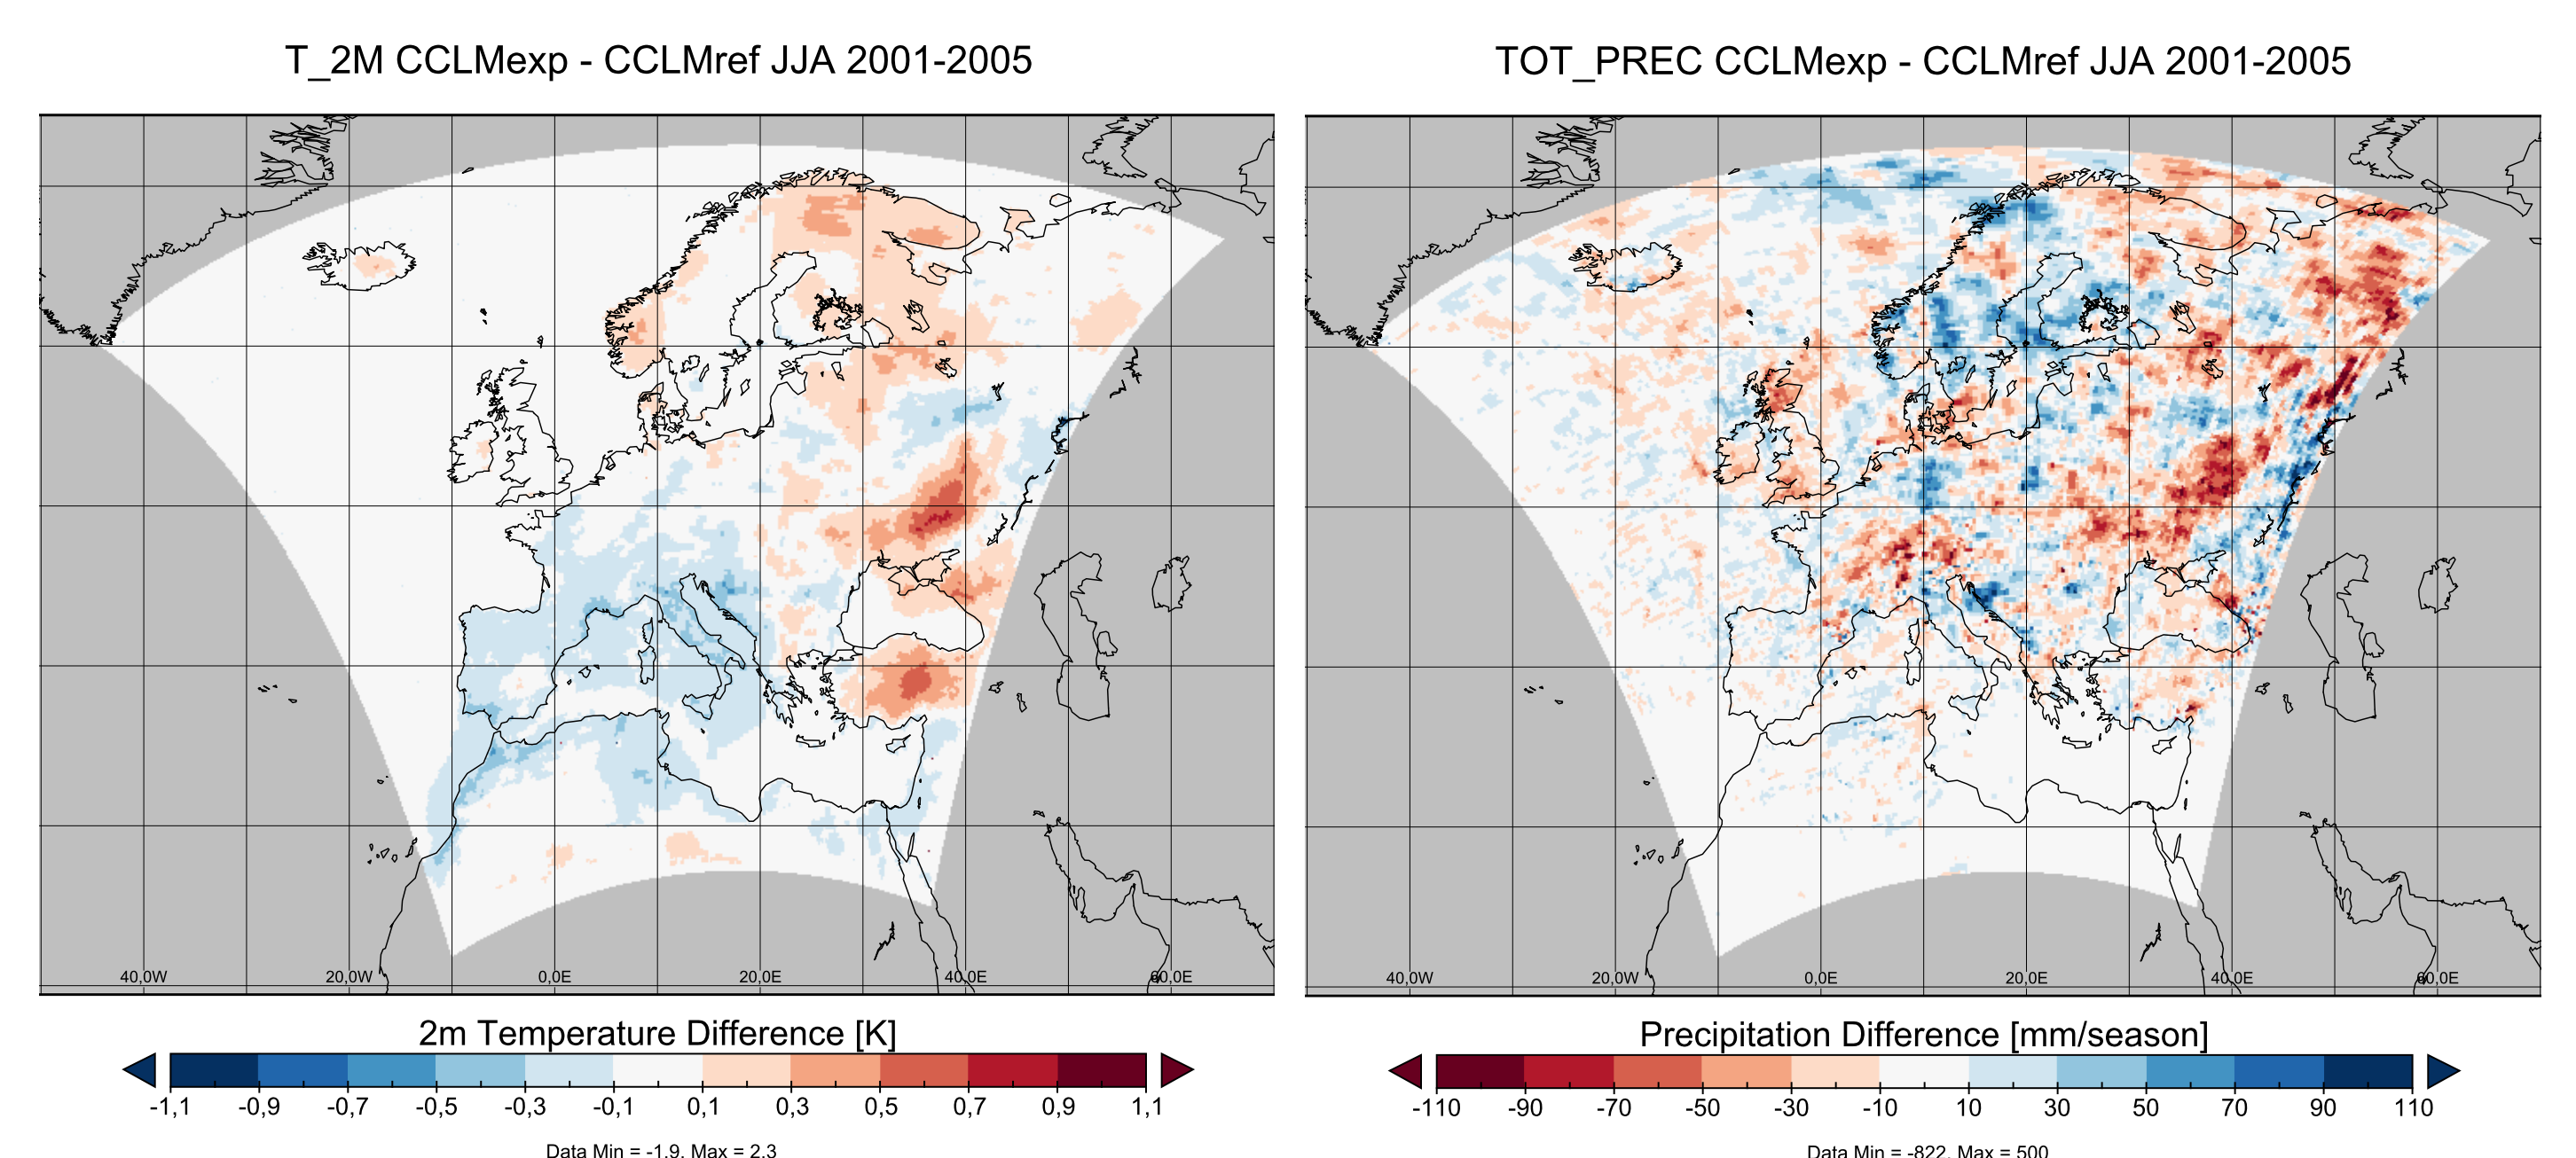 T_2M CCLMexp - CCLMref JJA 2001-2005
40,0W 20,0W 0,0E 20,0E 40,0E 60,0E
2m Temperature Difference [K]
-1,1 -0,9 -0,7 -0,5 -0,3 -0,1 0,1 0,3 0,5 0,7 0,9 1,1
Data Min = -1,9, Max = 2,3
TOT_PREC CCLMexp - CCLMref JJA 2001-2005
40,0W 20,0W 0,0E 20,0E 40,0E 60,0E
Precipitation Difference [mm/season]
-110 -90 -70 -50 -30 -10 10 30 50 70 90 110
Data Min = -822, Max = 500